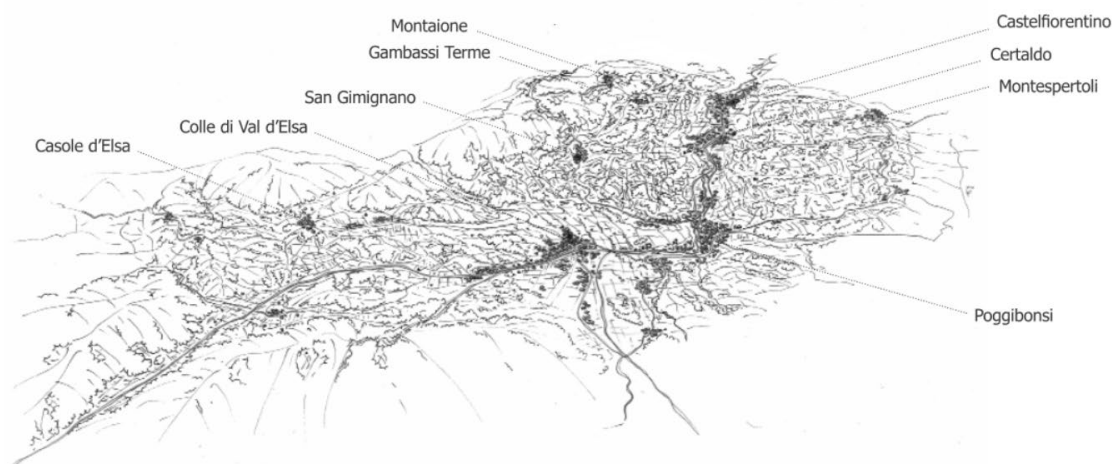 Montaione
Gambassi Terme
San Gimignano
Colle di Val d'Elsa
Casole d'Elsa
Castelfiorentino
Certaldo
Montespertoli
Poggibonsi